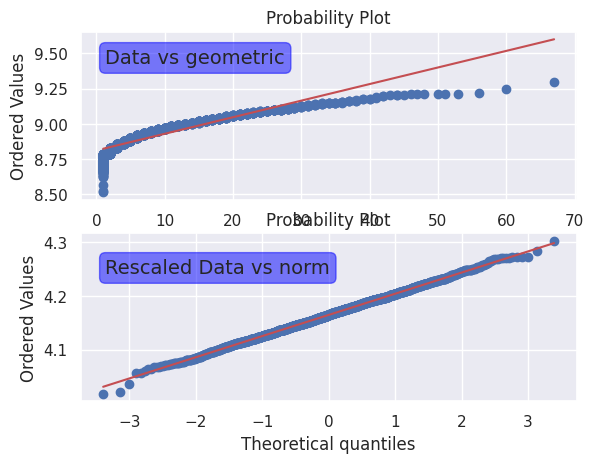 Probability Plot
Data vs geometric
Ordered Values
9.50
9.25
9.00
8.75
8.50
0 10 20 30 40 50 60 70
Probability Plot
Rescaled Data vs norm
Ordered Values
4.3
4.2
4.1
−3 −2 −1 0 1 2 3
Theoretical quantiles